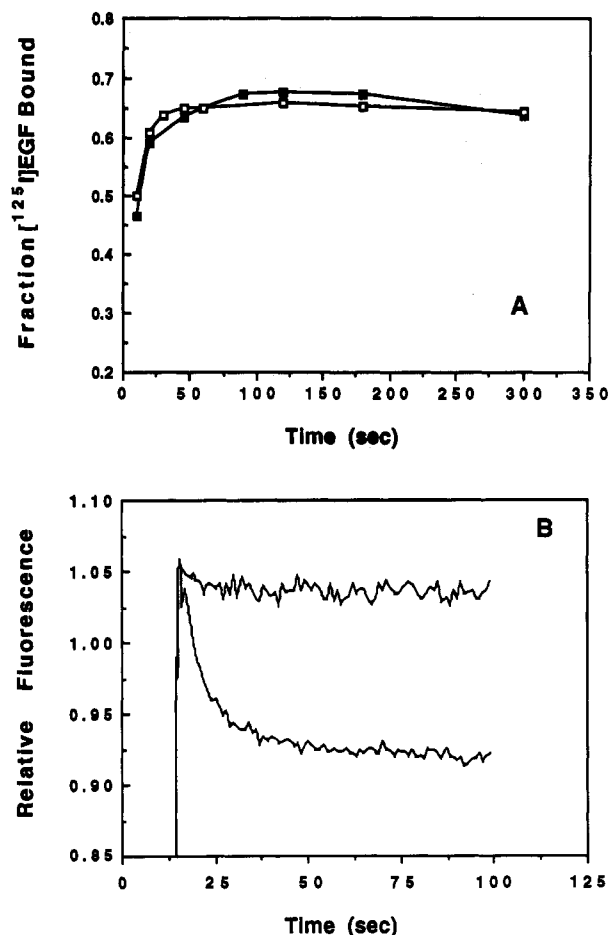 0.8
0.7
0.6
0.5
0.4
0.3
0.2
Fraction [¹²⁵I]EGF Bound
A
0 50 100 150 200 250 300 350
Time (sec)
1.10
1.05
1.00
0.95
0.90
0.85
Relative Fluorescence
B
0 25 50 75 100 125
Time (sec)